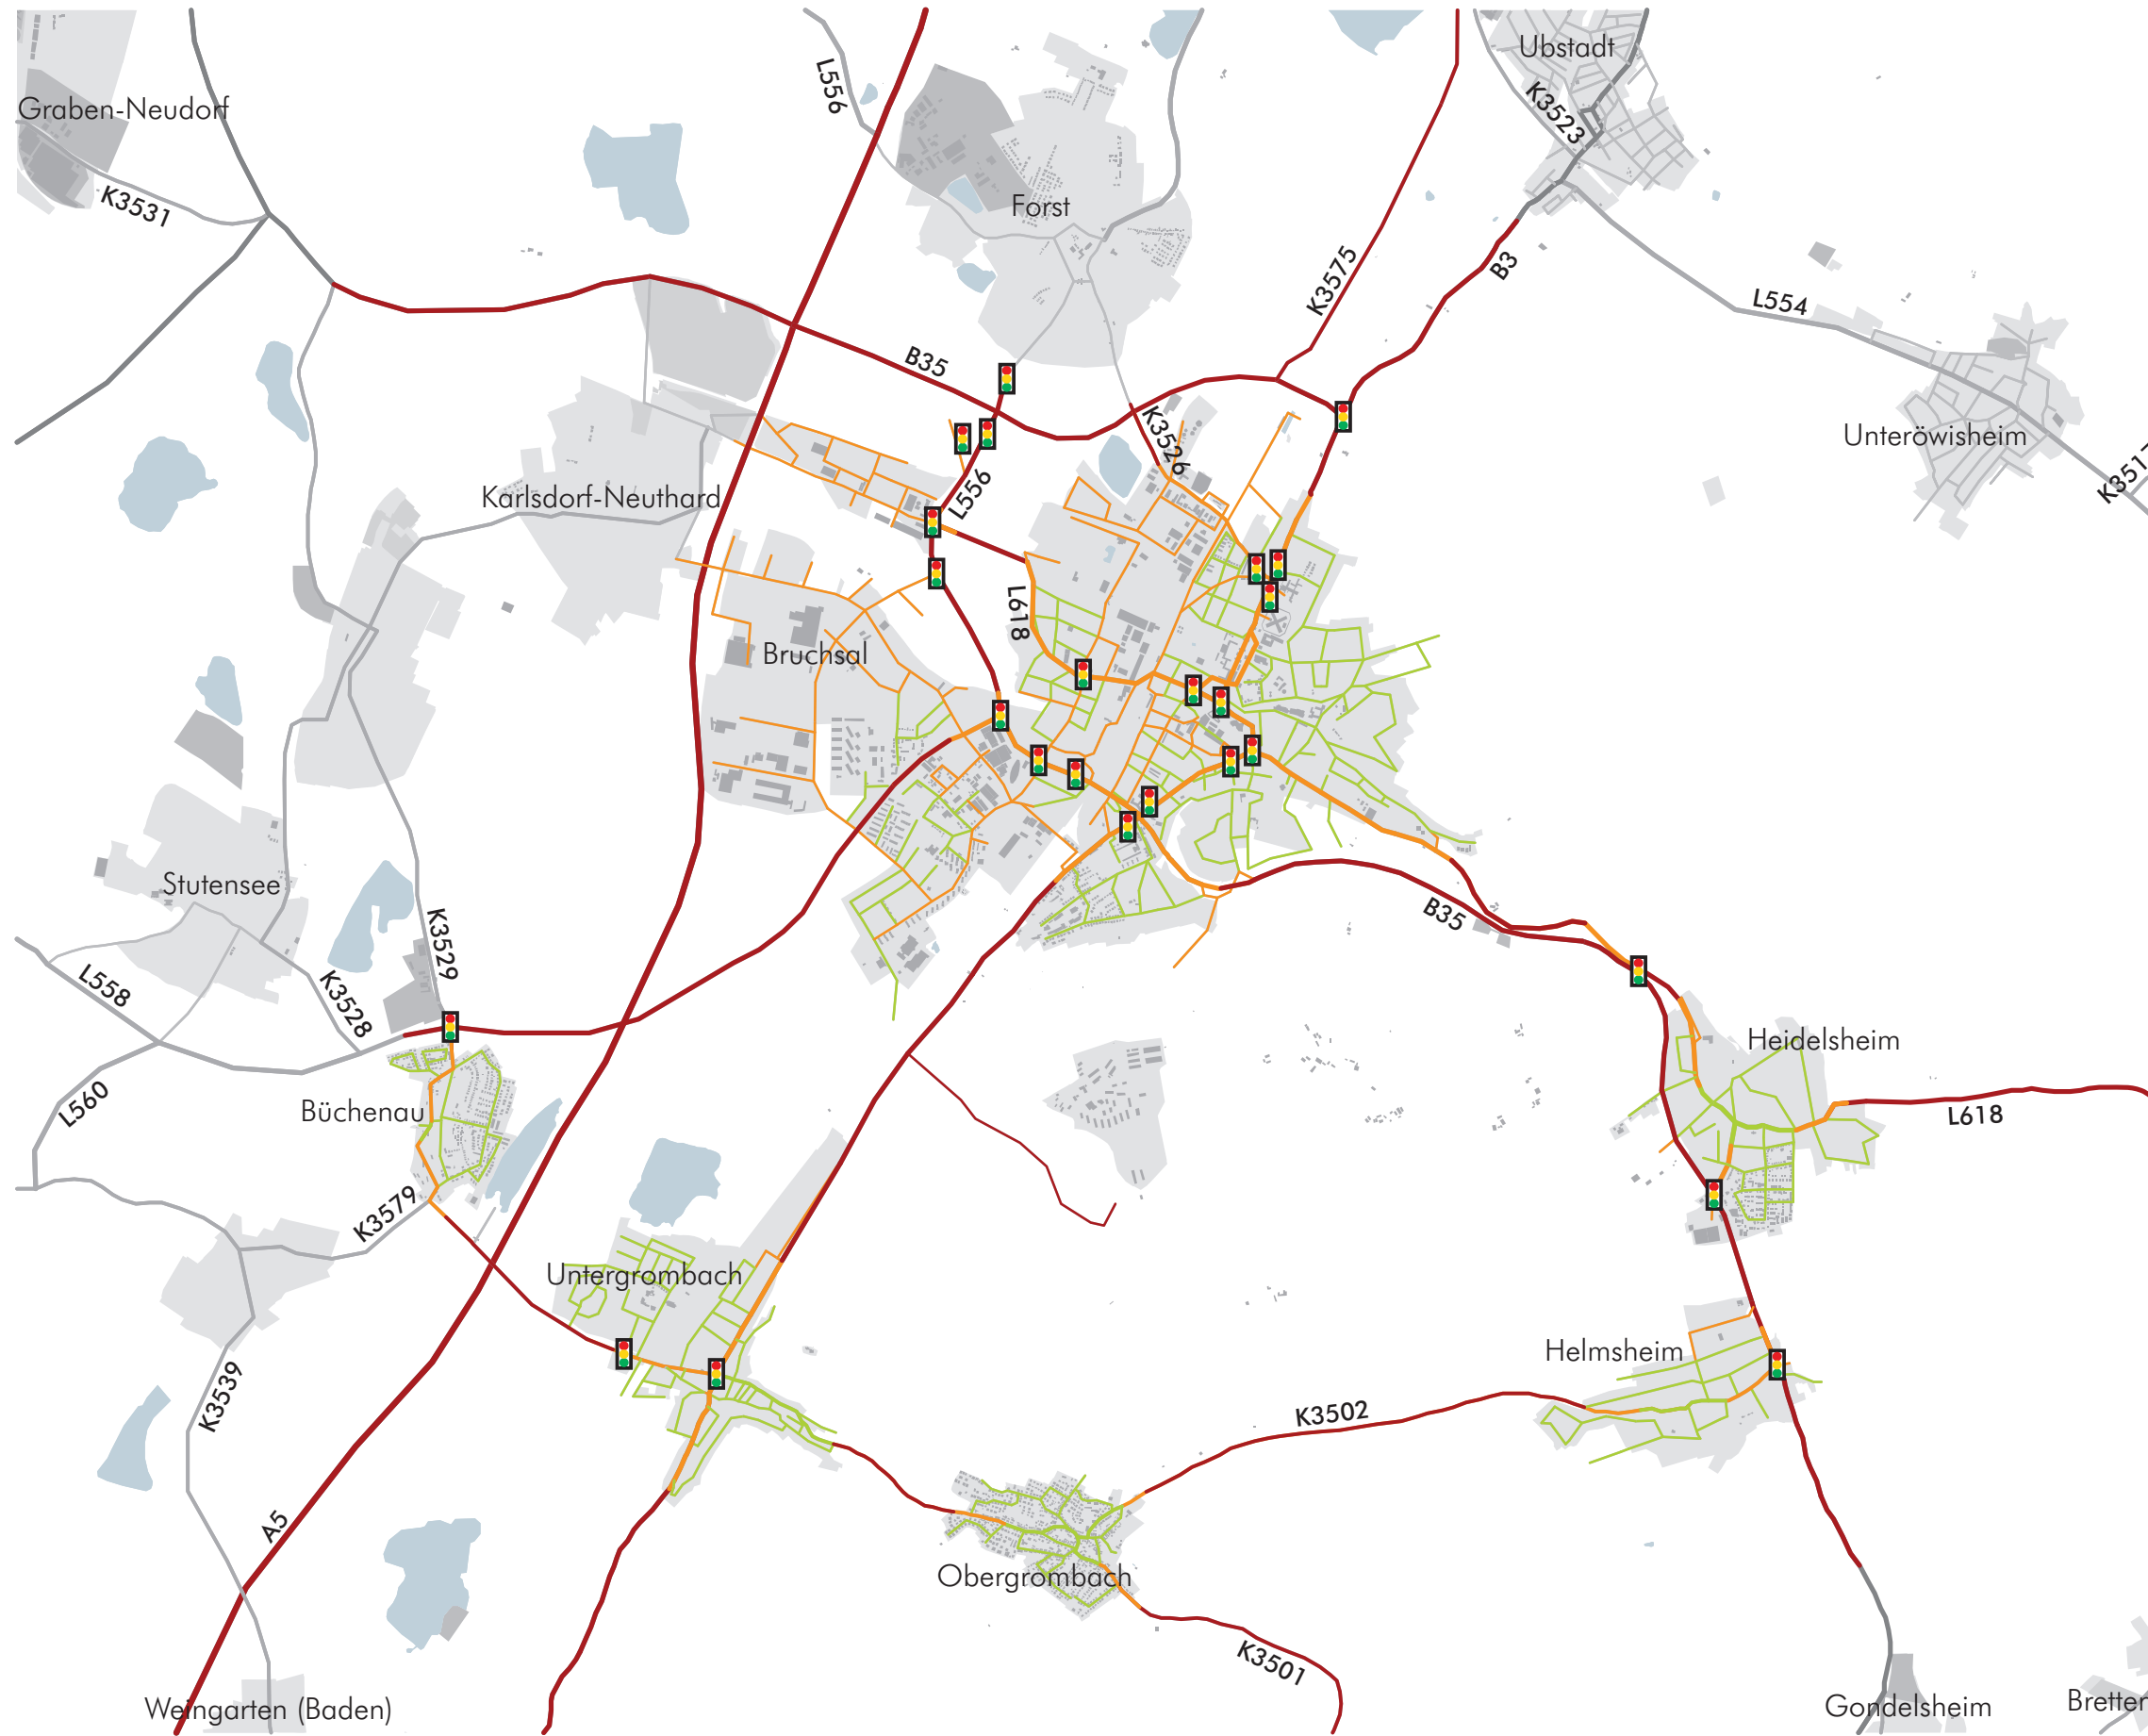 Ubstadt
L556
K3523
Graben-Neudorf
K3531
Forst
B3
K3575
L554
B35
K3526
Unteröwisheim
K3517
Karlsdorf-Neuthard
L556
L618
Bruchsal
Stutensee
B35
K3529
L558
K3528
Heidelsheim
L560
Büchenau
L618
K3579
Untergrombach
Helmsheim
K3539
K3502
A5
Obergrombach
K3501
Weingarten (Baden)
Gondelsheim
Bretten